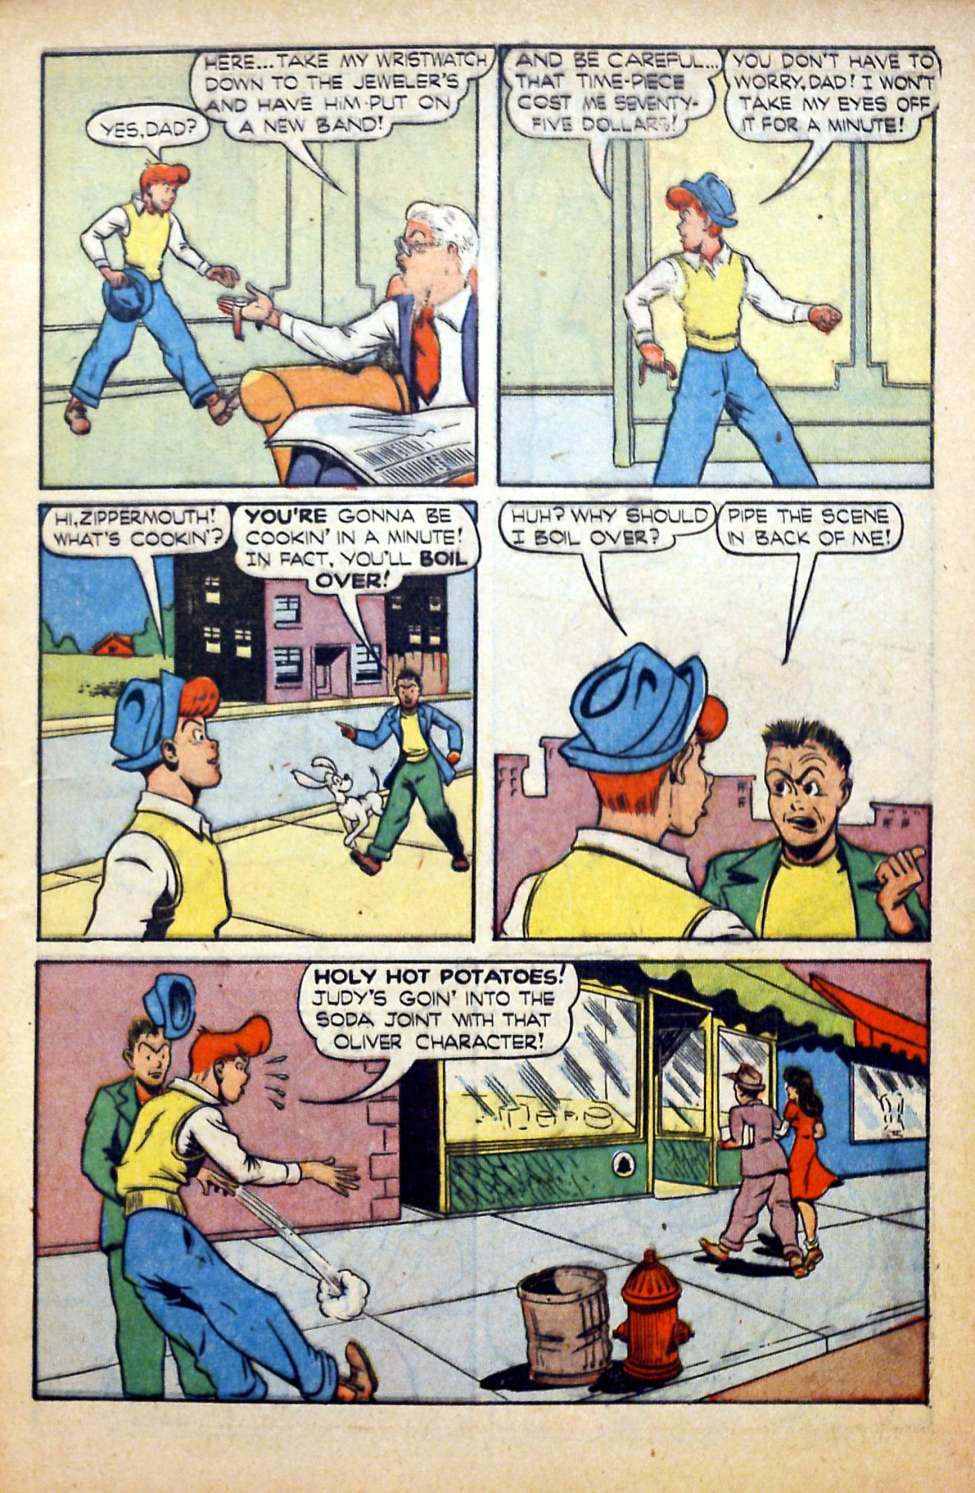 YES, DAD?
HERE... TAKE MY WRISTWATCH
DOWN TO THE JEWELER'S
AND HAVE HIM PUT ON
A NEW BAND!
AND BE CAREFUL...
THAT TIME-PIECE
COST ME SEVENTY-
FIVE DOLLARS!
YOU DON'T HAVE TO
WORRY, DAD! I WON'T
TAKE MY EYES OFF
IT FOR A MINUTE!
HI, ZIPPERMOUTH!
WHAT'S COOKIN'?
YOU'RE GONNA BE
COOKIN' IN A MINUTE!
IN FACT, YOU'LL BOIL
OVER!
HUH? WHY SHOULD
I BOIL OVER?
PIPE THE SCENE
IN BACK OF ME!
HOLY HOT POTATOES!
JUDY'S GOIN' INTO THE
SODA JOINT WITH THAT
OLIVER CHARACTER!